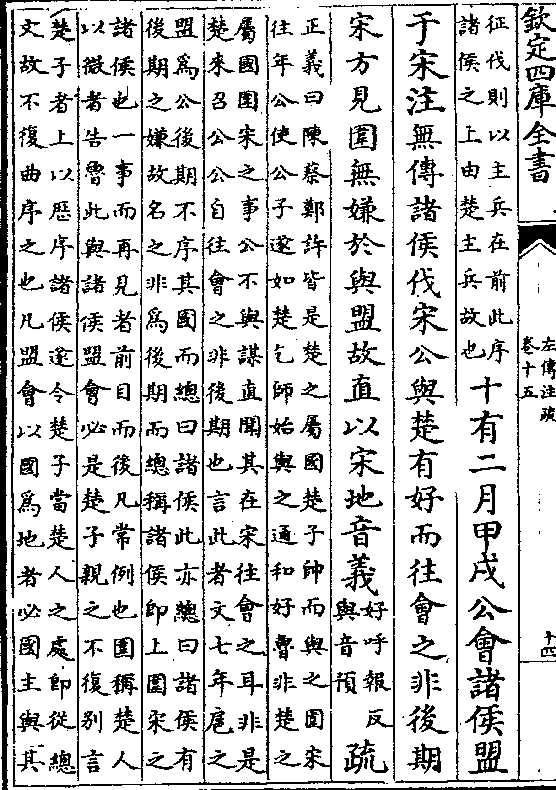 欽定四庫全書
左傳注疏
卷十五
十四
征伐則以主兵在前此序
諸侯之上由楚主兵故也
十有二月甲戌公會諸侯盟
于宋注無傳諸侯伐宋公與楚有好而往會之非後期
宋方見圍無嫌於與盟故直以宋地音義
好呼報反
與音預
疏
正義曰陳蔡鄭許皆是楚之屬國楚子帥而與之圍宋
往年公使公子遂如楚乞師始與之通和好魯非楚之
屬國圍宋之事公不與謀直聞其在宋往會之耳非是
楚來召公公自往會之非後期也言此者文七年扈之
盟為公後期不序其國而總曰諸侯此亦總曰諸侯有
後期之嫌故名之非為後期而總稱諸侯即上圍宋之
諸侯也一事而再見者前目而後凡常例也圍稱楚人
以微者告魯此與諸侯盟會必是楚子親之不復別言
楚子者上以歷序諸侯遂令楚子當楚人之處即從總
文故不復曲序之也凡盟會以國為地者必國主與其